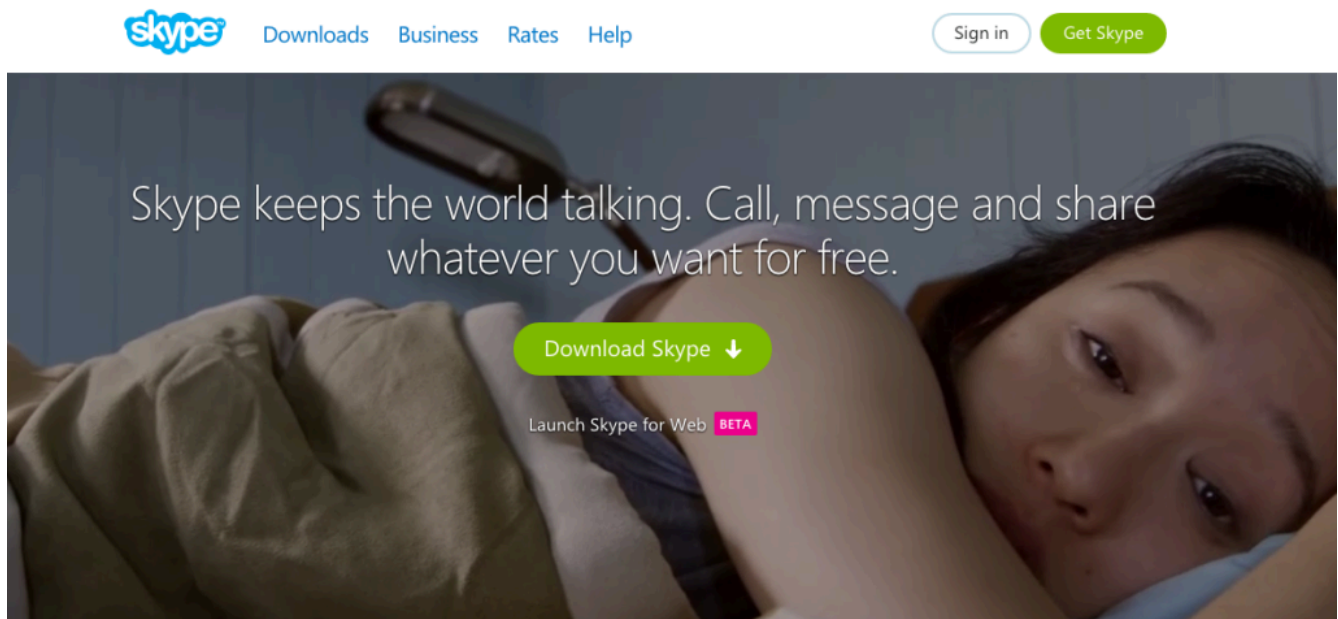 skype
Downloads Business Rates Help Sign in Get Skype
Skype keeps the world talking. Call, message and share
whatever you want for free.
Download Skype
Launch Skype for Web BETA